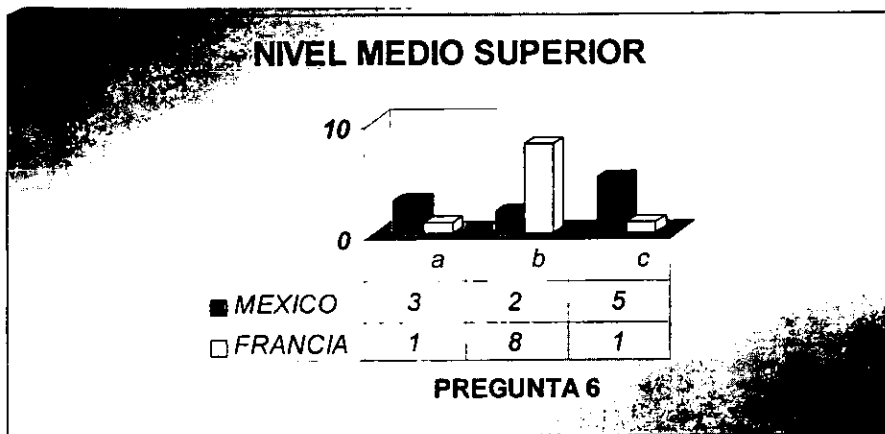 NIVEL MEDIO SUPERIOR
10
0
a b c
MEXICO 3 2 5
FRANCIA 1 8 1
PREGUNTA 6